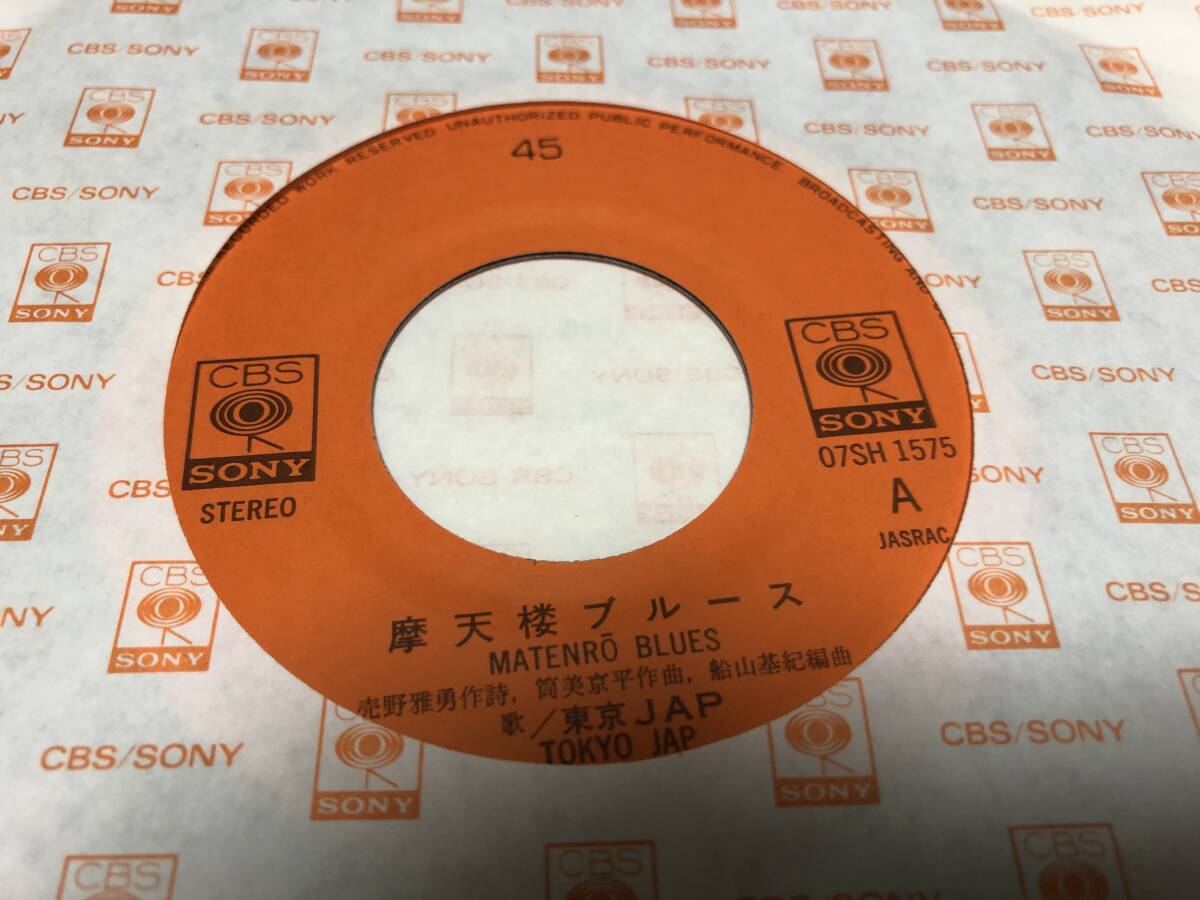 RECORDED WORK RESERVED UNAUTHORIZED PUBLIC PERFORMANCE BROADCASTING AND
45
CBS
SONY
STEREO
CBS
SONY
07SH 1575
A
JASRAC
摩天楼ブルース
MATENRŌ BLUES
売野雅勇作詩, 筒美京平作曲, 船山基紀編曲
歌/東京JAP
TOKYO JAP
CBS/SONY
CBS
SONY